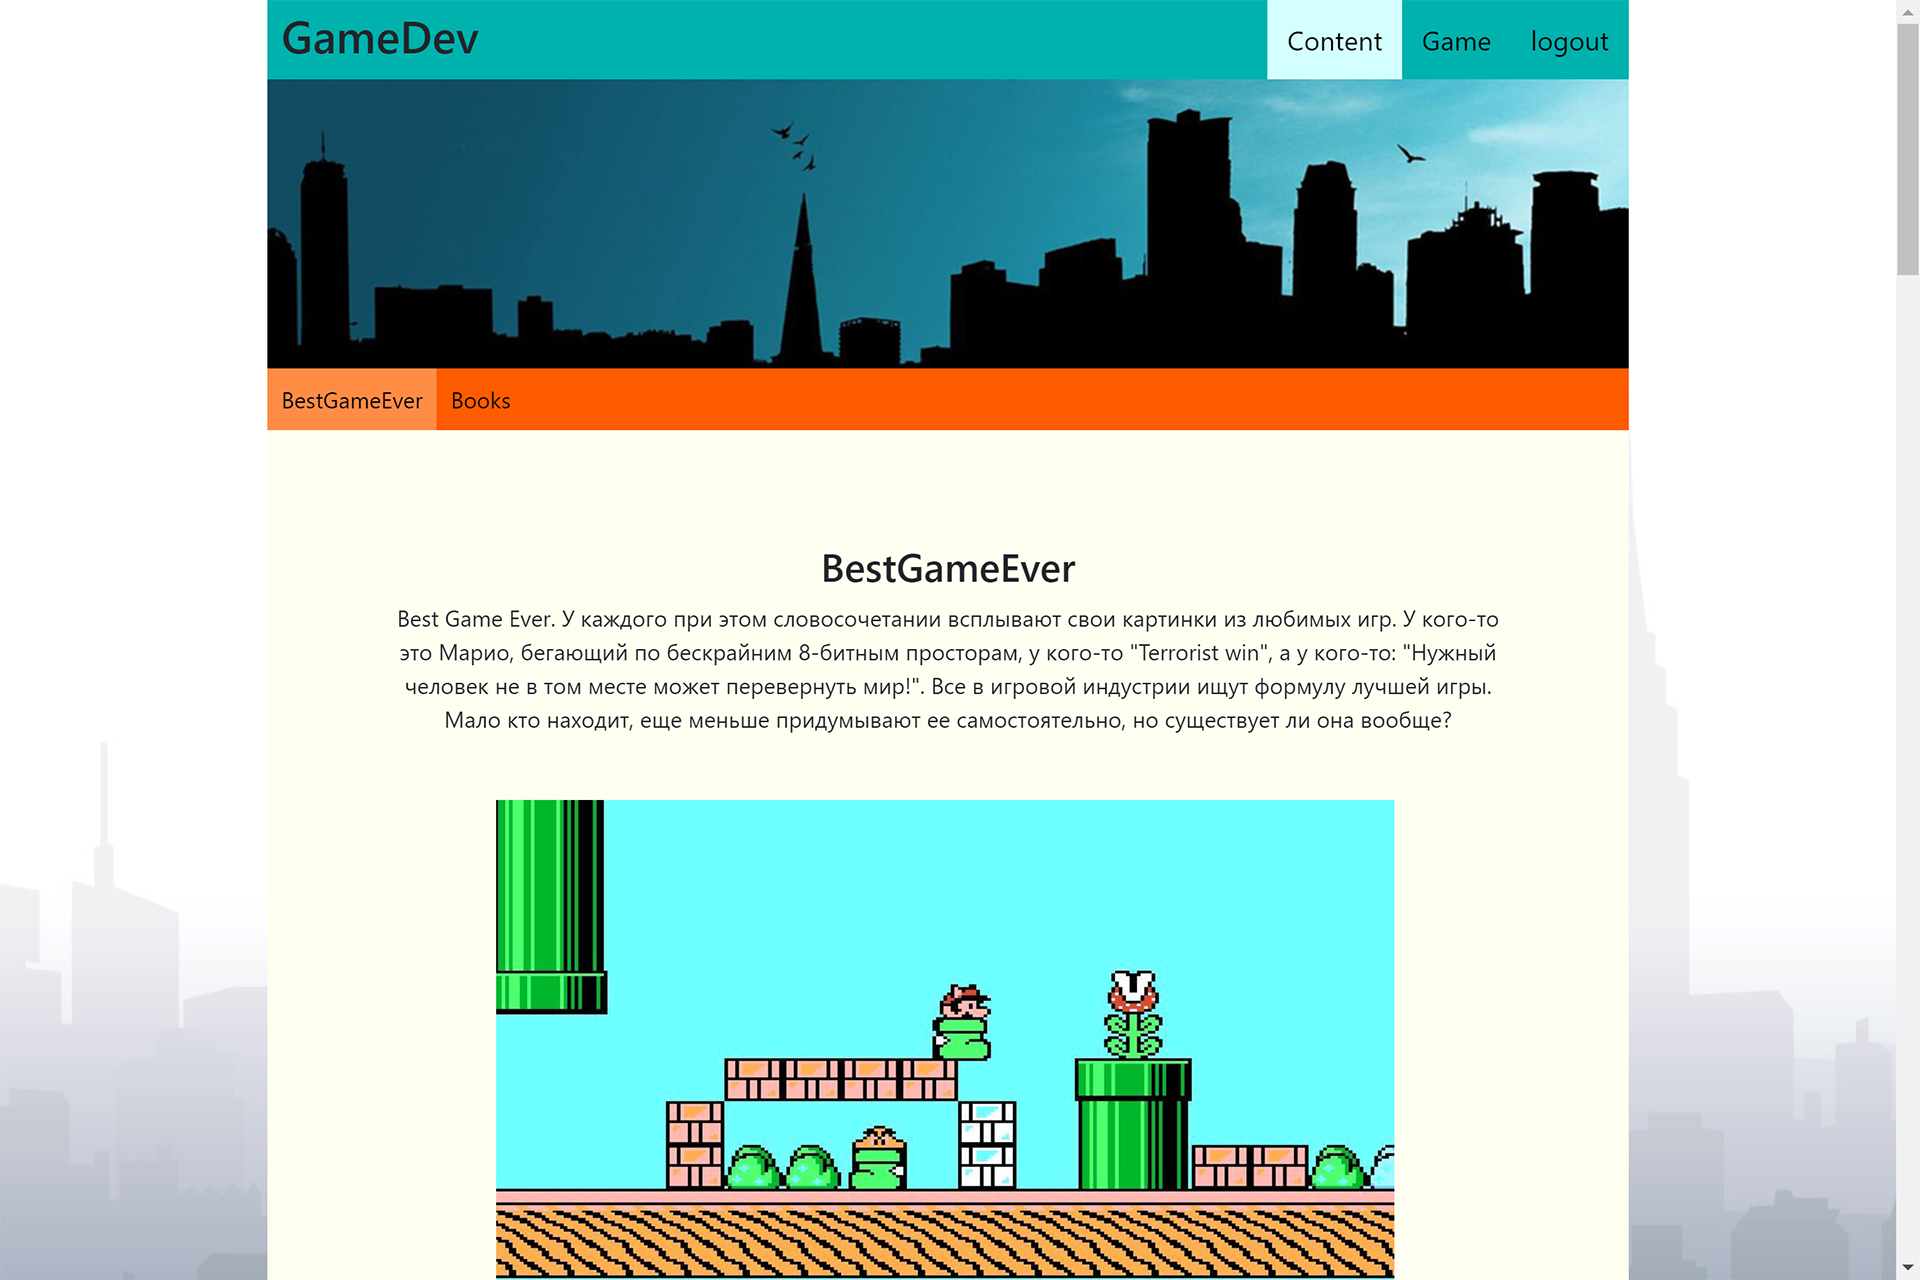 GameDev
Content Game logout
BestGameEver Books
BestGameEver
Best Game Ever. У каждого при этом словосочетании всплывают свои картинки из любимых игр. У кого-то
это Марио, бегающий по бескрайним 8-битным просторам, у кого-то "Terrorist win", а у кого-то: "Нужный
человек не в том месте может перевернуть мир!". Все в игровой индустрии ищут формулу лучшей игры.
Мало кто находит, еще меньше придумывают ее самостоятельно, но существует ли она вообще?